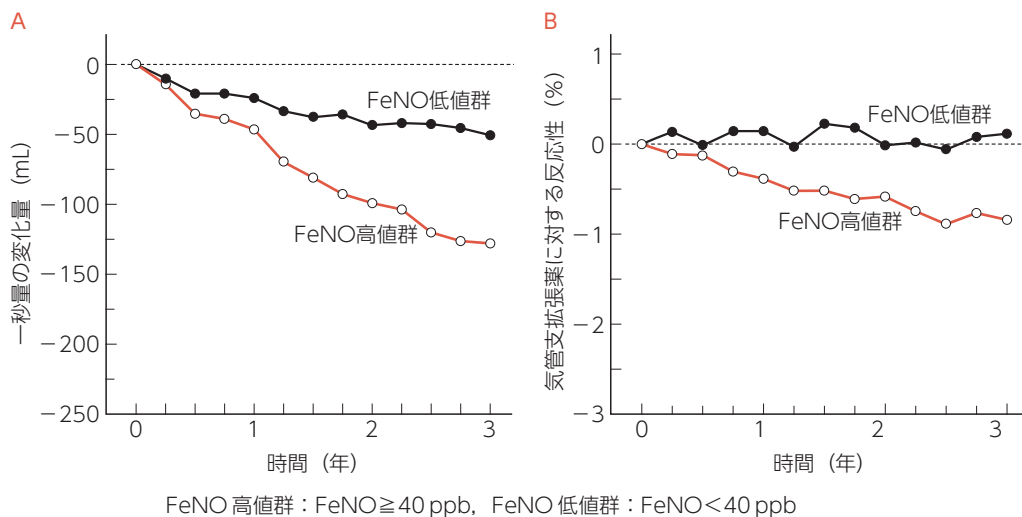 A
一秒量の変化量（mL）
0
−50
−100
−150
−200
−250
FeNO低値群
FeNO高値群
0
1
2
3
時間（年）
B
気管支拡張薬に対する反応性（%）
1
0
−1
−2
−3
FeNO低値群
FeNO高値群
0
1
2
3
時間（年）
FeNO 高値群：FeNO≧40 ppb，FeNO 低値群：FeNO＜40 ppb